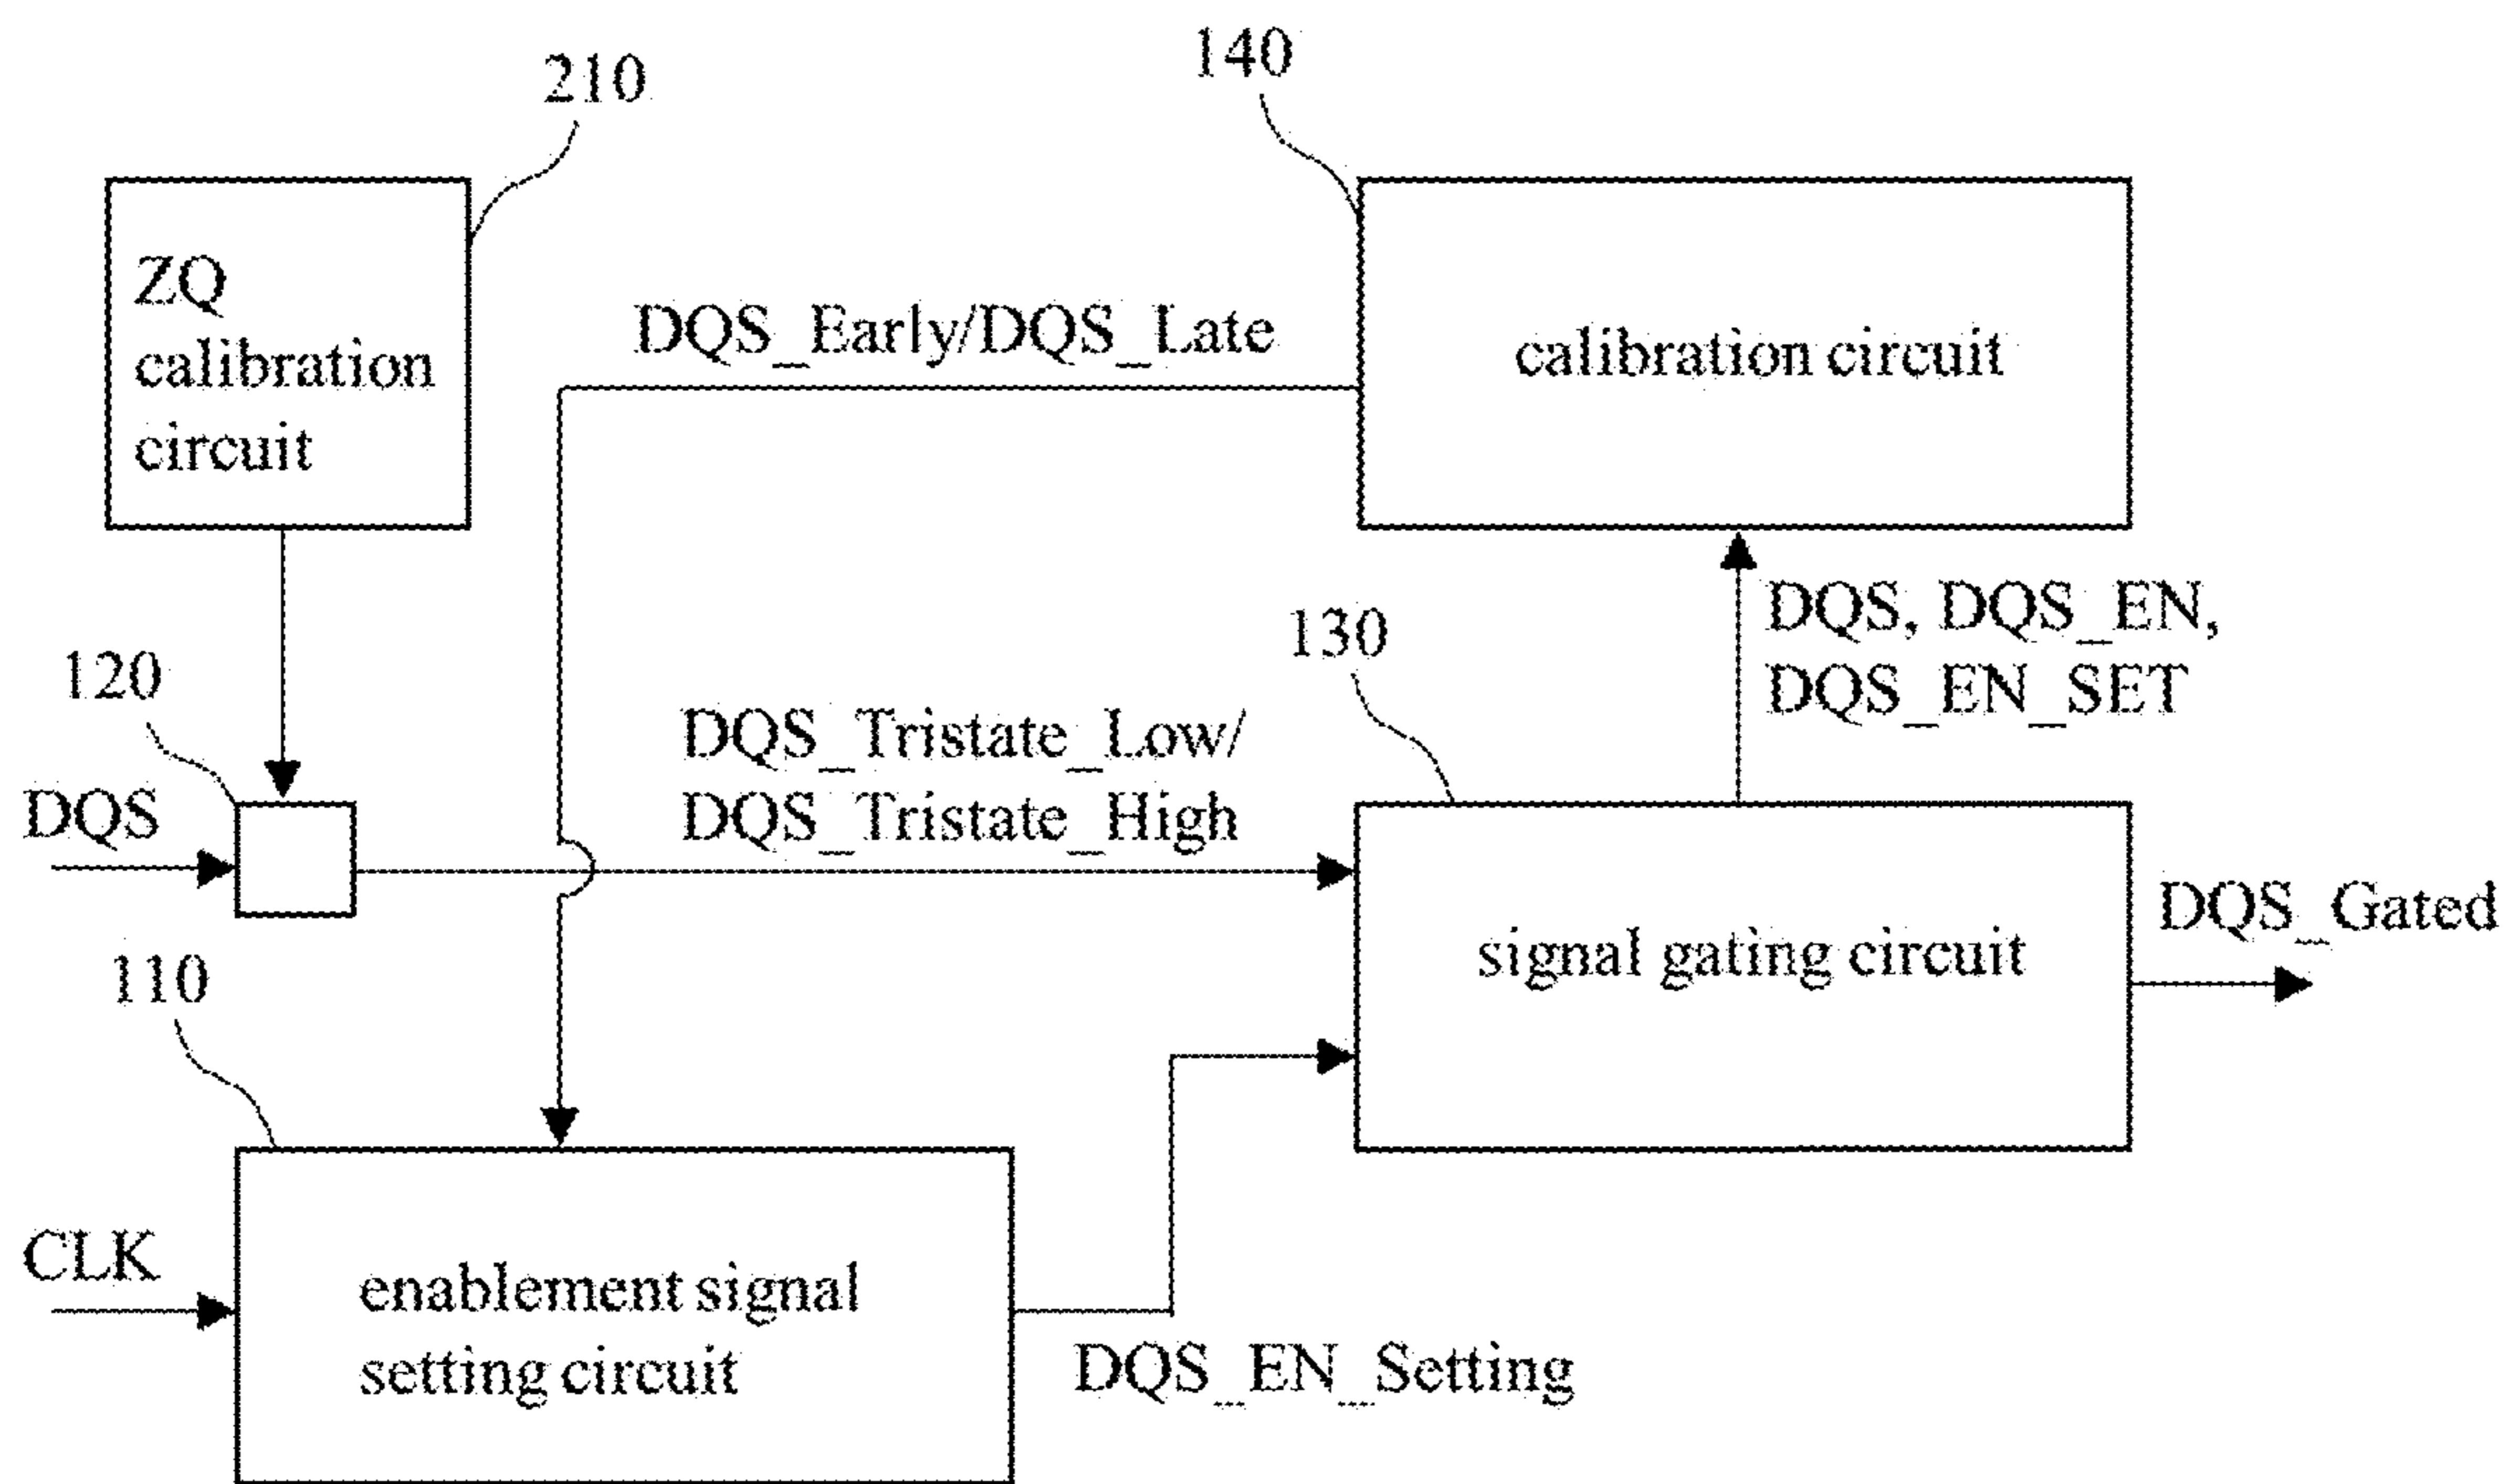 210
140
ZQ
calibration
circuit
DQS_Early/DQS_Late
calibration circuit
DQS, DQS_EN,
DQS_EN_SET
130
120
DQS_Tristate_Low/
DQS_Tristate_High
DQS
DQS_Gated
signal gating circuit
110
CLK
enablement signal
setting circuit
DQS_EN_Setting